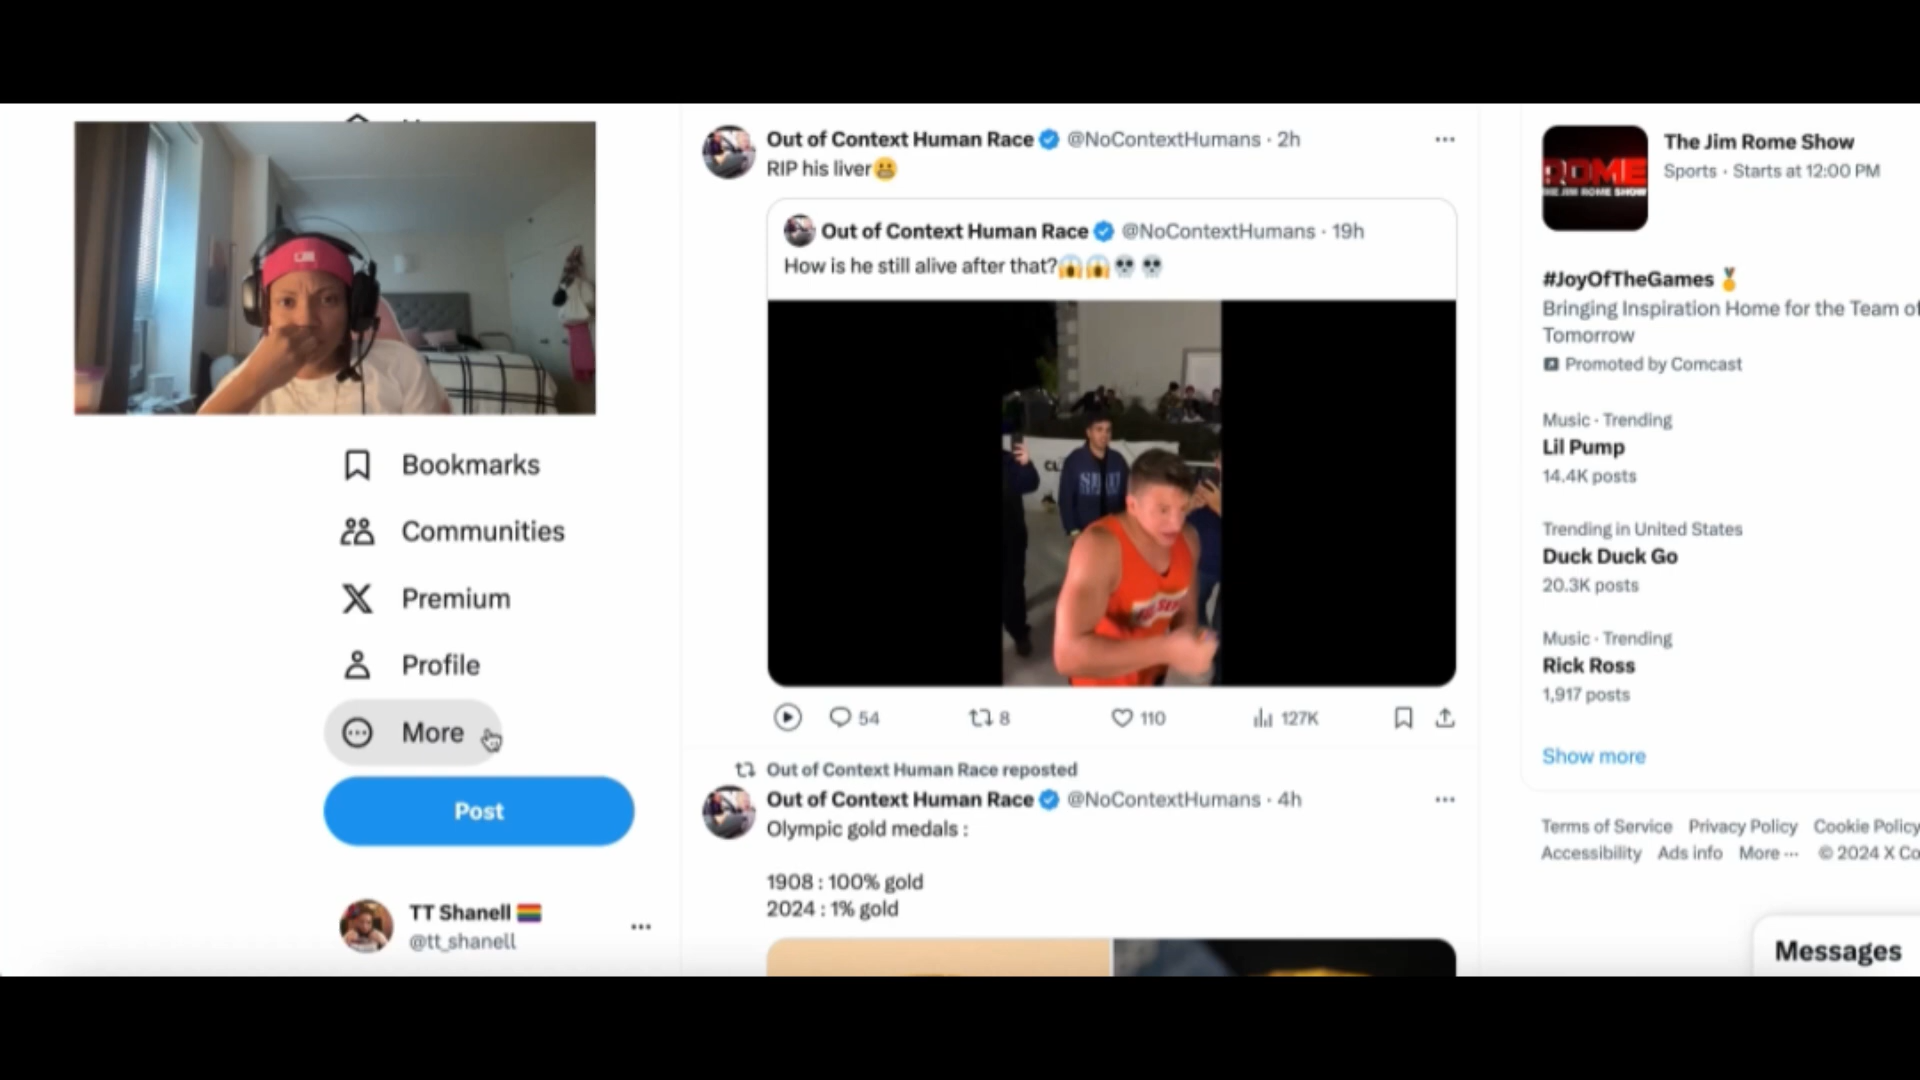 Bookmarks
Communities
Premium
Profile
More
Post
TT Shanell
@tt_shanell
Out of Context Human Race @NoContextHumans · 2h
RIP his liver😬
Out of Context Human Race @NoContextHumans · 19h
How is he still alive after that?😱😱💀💀
54 8 110 127K
Out of Context Human Race reposted
Out of Context Human Race @NoContextHumans · 4h
Olympic gold medals :
1908 : 100% gold
2024 : 1% gold
ROME
THE JIM ROME SHOW
The Jim Rome Show
Sports · Starts at 12:00 PM
#JoyOfTheGames
Bringing Inspiration Home for the Team of
Tomorrow
Promoted by Comcast
Music · Trending
Lil Pump
14.4K posts
Trending in United States
Duck Duck Go
20.3K posts
Music · Trending
Rick Ross
1,917 posts
Show more
Terms of Service Privacy Policy Cookie Policy
Accessibility Ads info More ··· © 2024 X Co
Messages